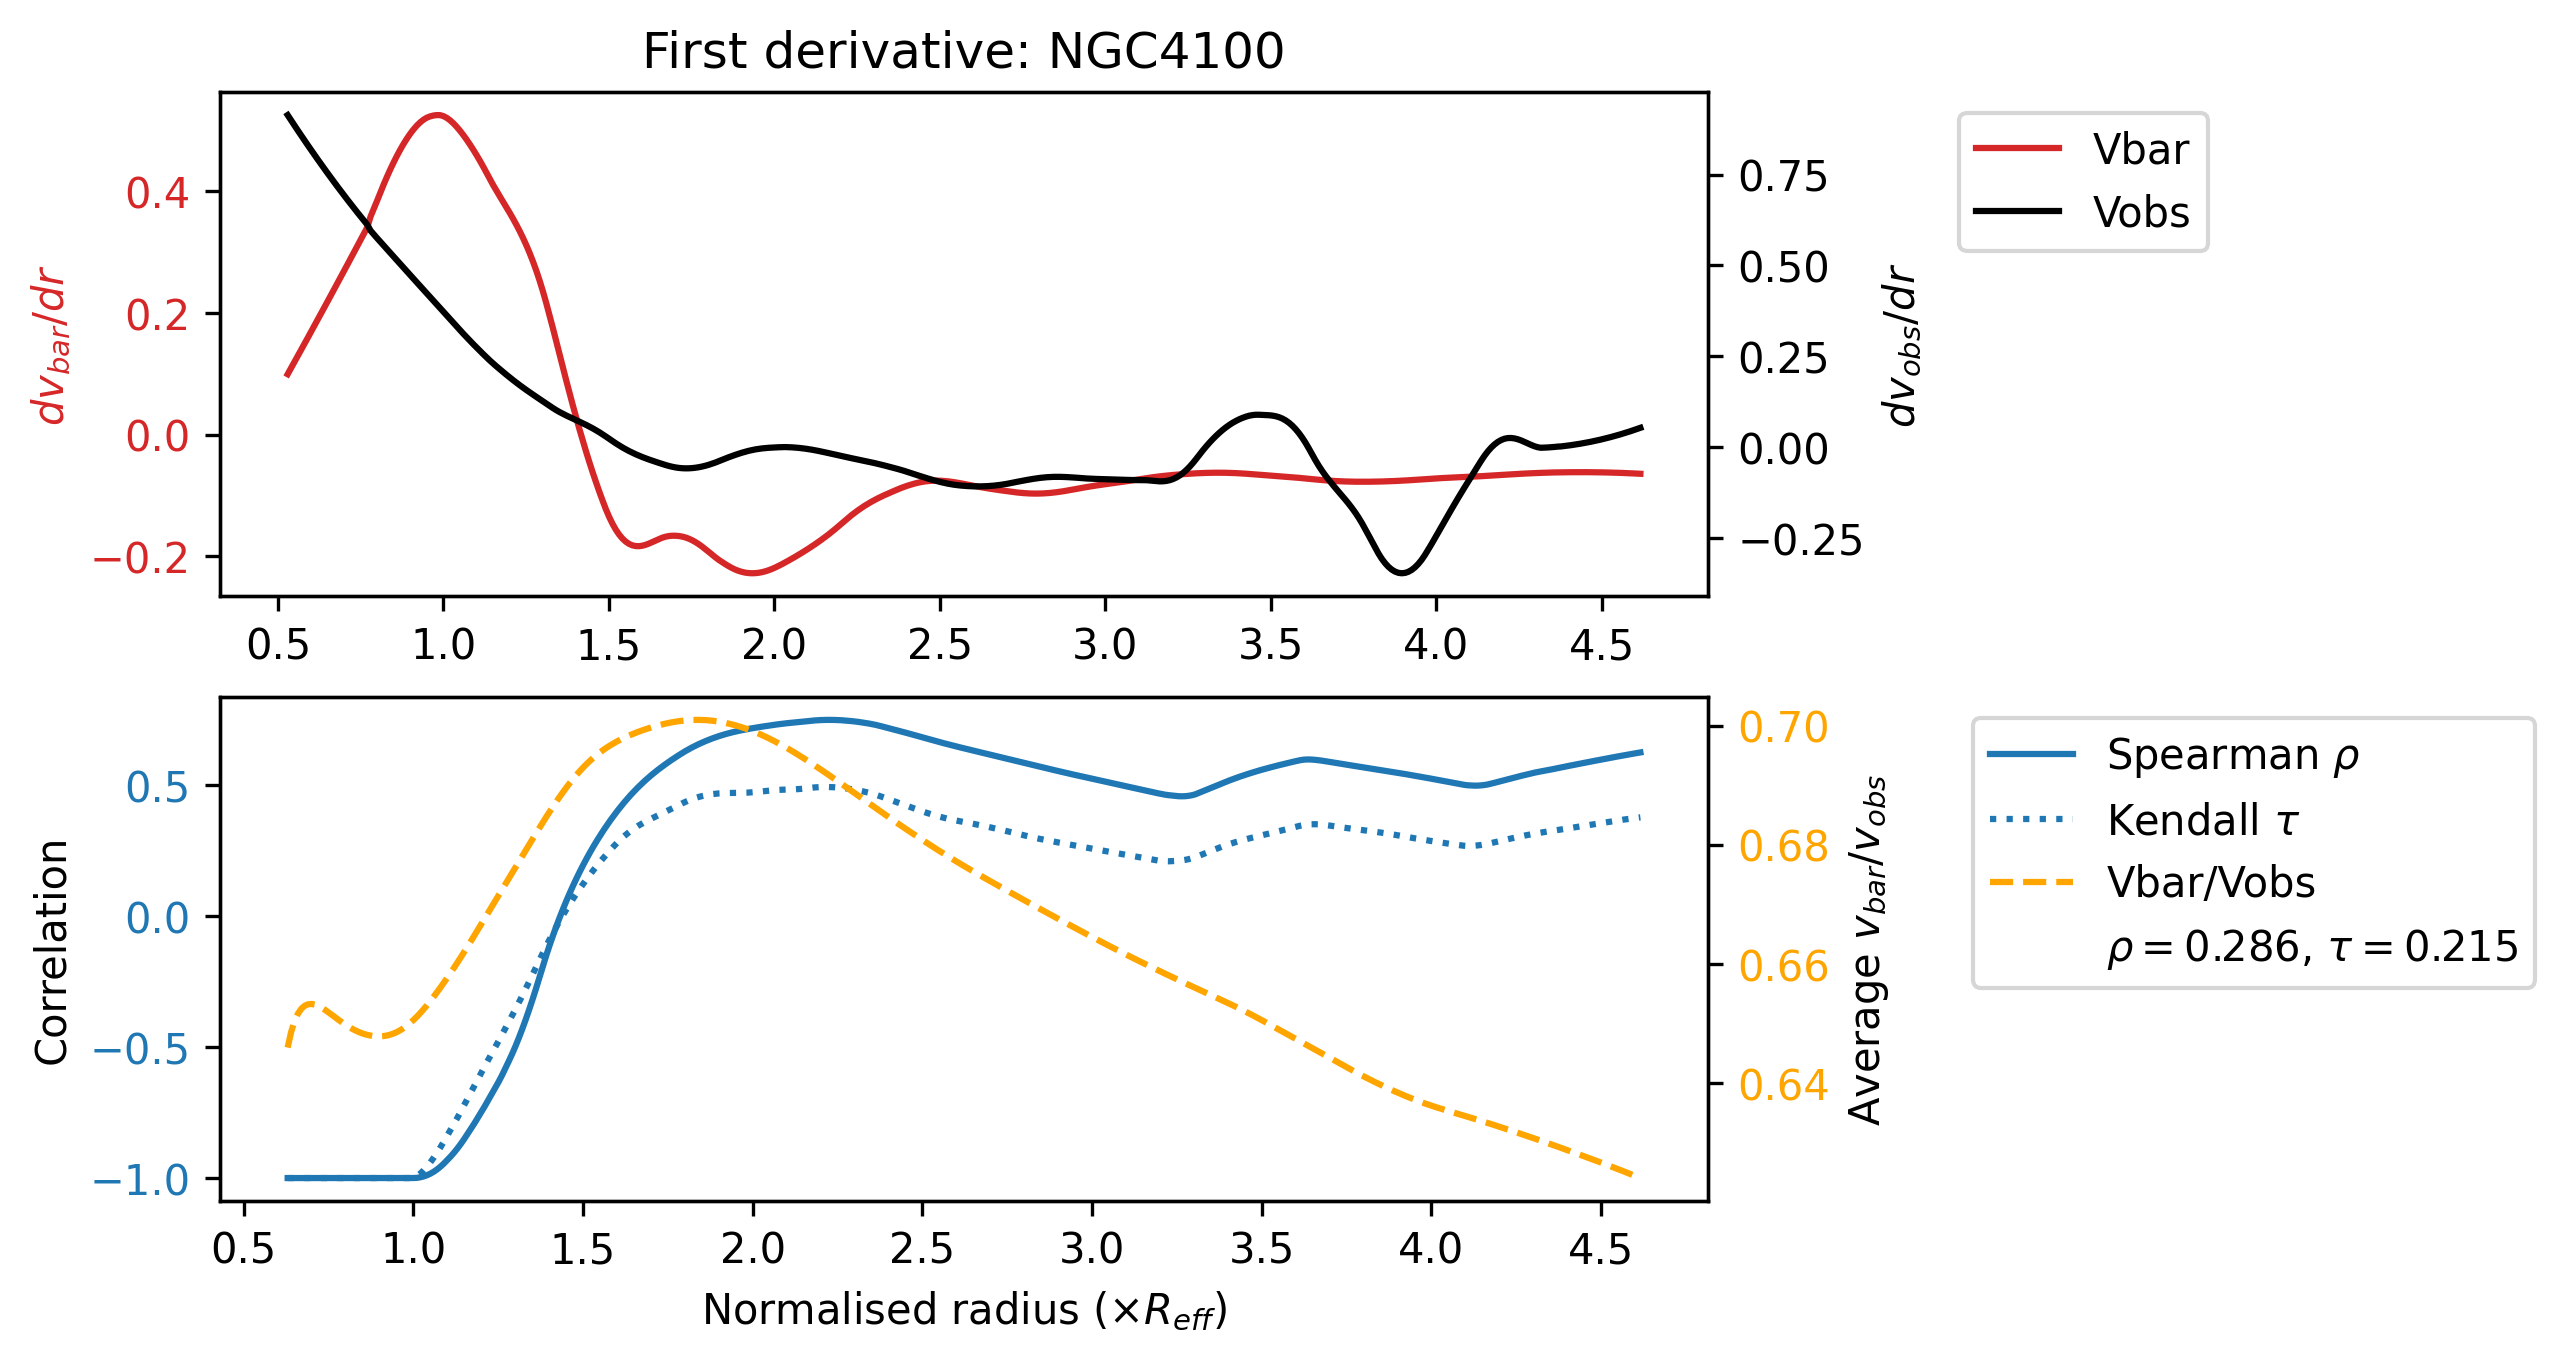 First derivative: NGC4100
dv_bar/dr
0.4
0.2
0.0
−0.2
0.75
0.50
0.25
0.00
−0.25
dv_obs/dr
Vbar
Vobs
0.5 1.0 1.5 2.0 2.5 3.0 3.5 4.0 4.5
Correlation
0.5
0.0
−0.5
−1.0
0.70
0.68
0.66
0.64
Average v_bar/v_obs
Spearman ρ
Kendall τ
Vbar/Vobs
ρ = 0.286, τ = 0.215
0.5 1.0 1.5 2.0 2.5 3.0 3.5 4.0 4.5
Normalised radius (×R_eff)